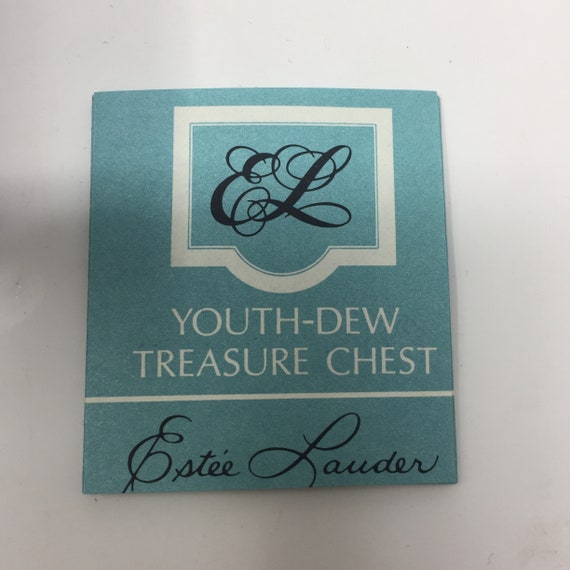 EL
YOUTH-DEW
TREASURE CHEST
Estée Lauder